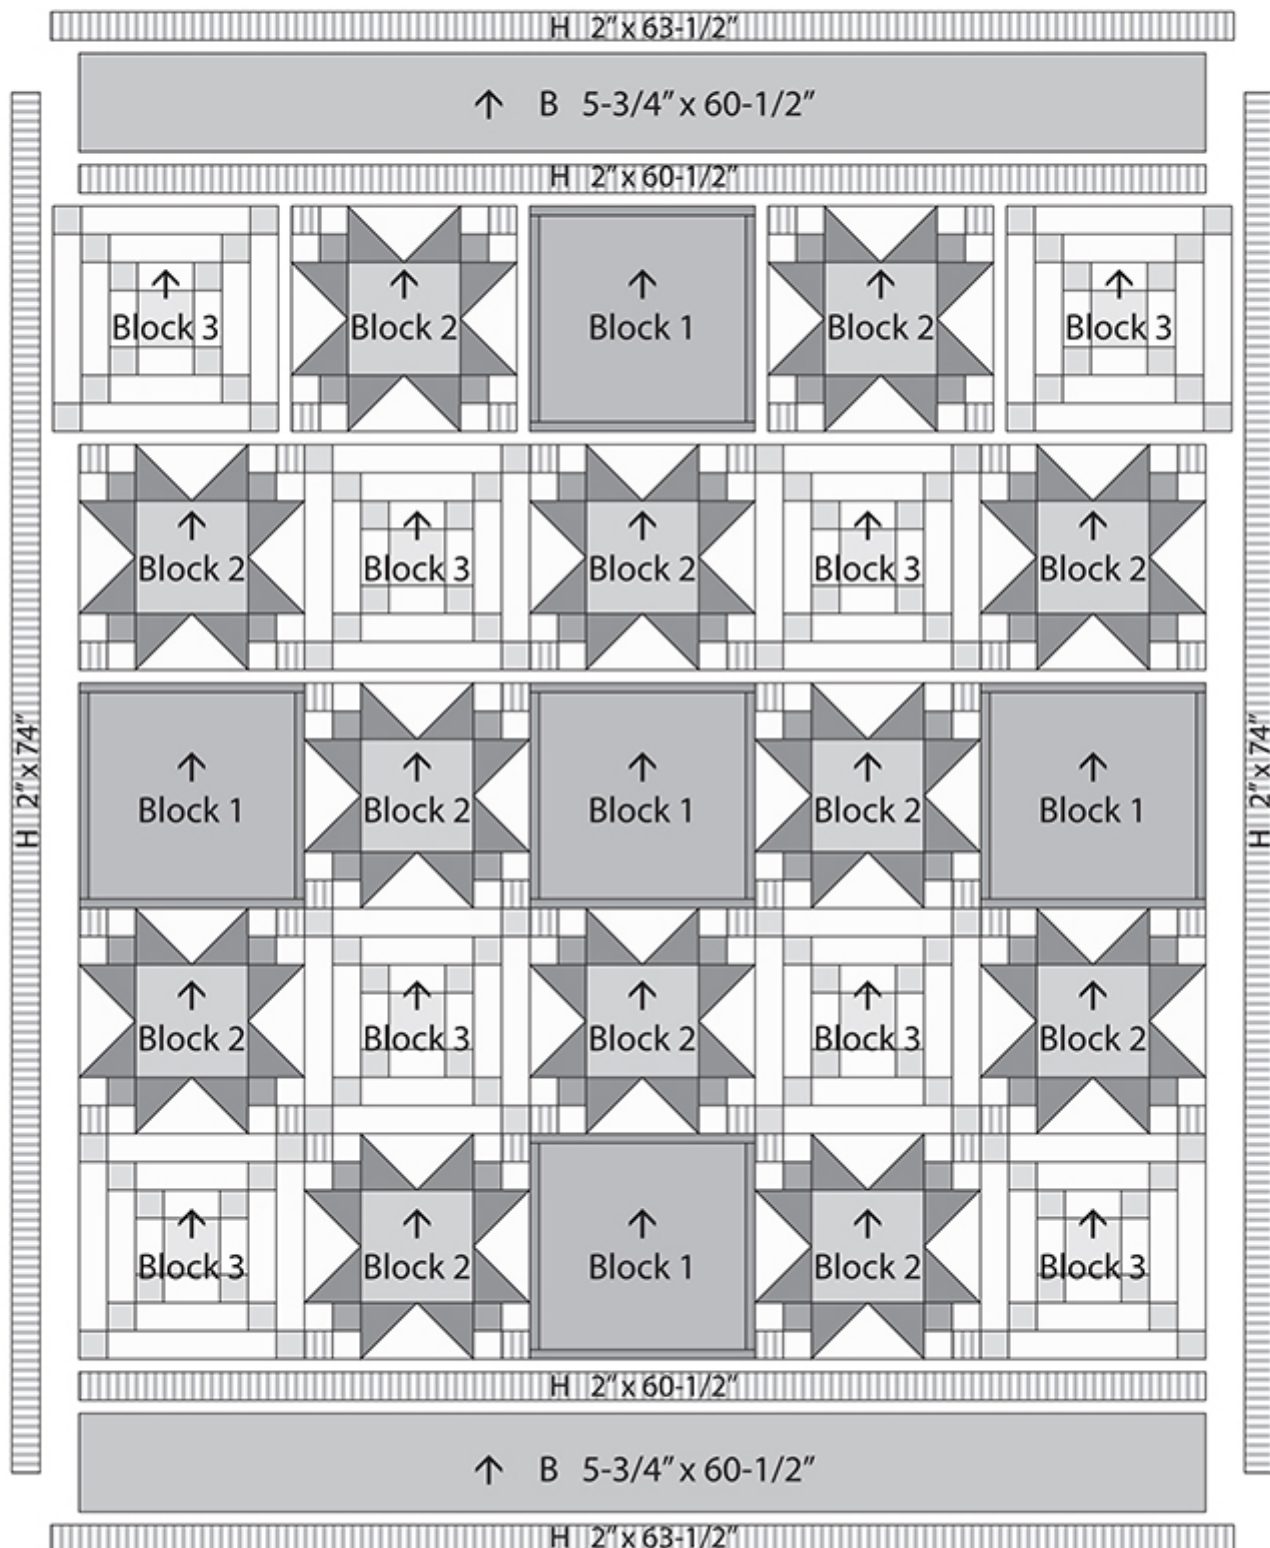 H 2" x 63-1/2"
↑ B 5-3/4" x 60-1/2"
H 2" x 60-1/2"
Block 3 Block 2 Block 1 Block 2 Block 3
Block 2 Block 3 Block 2 Block 3 Block 2
H 2" x 74"
H 2" x 74"
Block 1 Block 2 Block 1 Block 2 Block 1
Block 2 Block 3 Block 2 Block 3 Block 2
Block 3 Block 2 Block 1 Block 2 Block 3
H 2" x 60-1/2"
↑ B 5-3/4" x 60-1/2"
H 2" x 63-1/2"